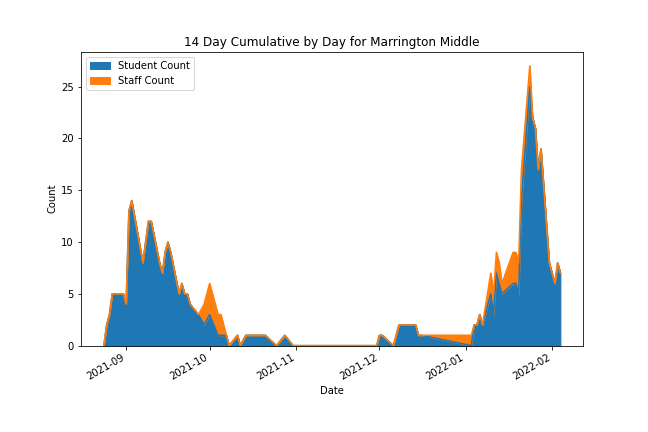 14 Day Cumulative by Day for Marrington Middle
Student Count
Staff Count
25
20
15
10
5
0
Count
2021-09
2021-10
2021-11
2021-12
2022-01
2022-02
Date